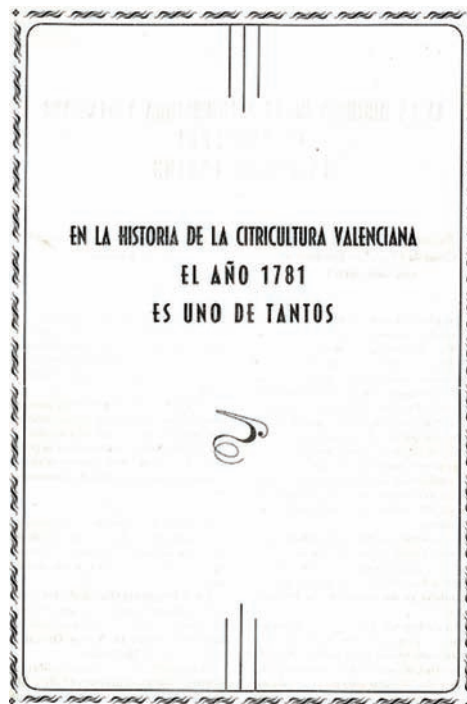 EN LA HISTORIA DE LA CITRICULTURA VALENCIANA
EL AÑO 1781
ES UNO DE TANTOS